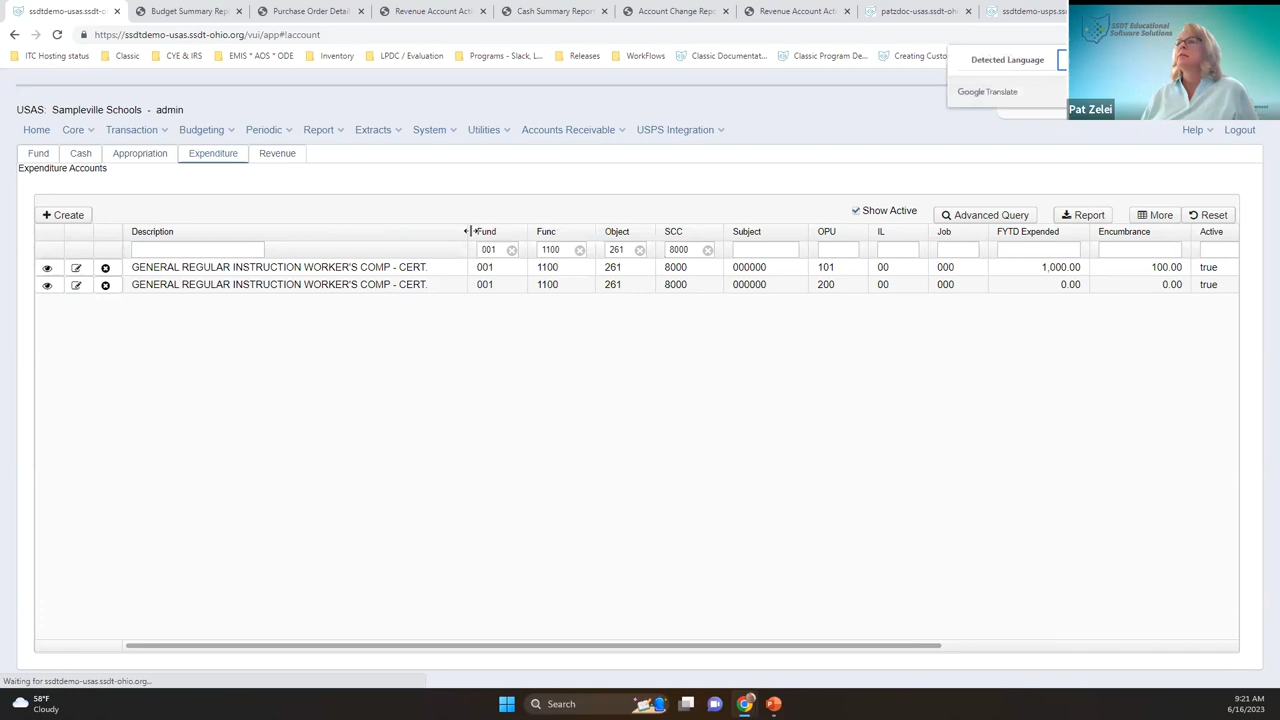 ssdtdemo-usas.ssdt-ohio.org Budget Summary Rep Purchase Order Detail Revenue Account Acti Cash Summary Report Account Change Rep Revenue Account Acti patzdoc-usas.ssdt-ohio ssdtdemo-usps.ssdt
https://ssdtdemo-usas.ssdt-ohio.org/vui/app#!account
ITC Hosting status Classic CYE & IRS EMIS * AOS * ODE Inventory LPDC / Evaluation Programs - Slack, L... Releases WorkFlows Classic Documentat... Classic Program De... Creating Custo
Detected Language
Google Translate
SSDT Educational
Software Solutions
Pat Zelei
USAS: Sampleville Schools - admin
Home Core Transaction Budgeting Periodic Report Extracts System Utilities Accounts Receivable USPS Integration Help Logout
Fund Cash Appropriation Expenditure Revenue
Expenditure Accounts
Create Show Active Advanced Query Report More Reset
Description Fund Func Object SCC Subject OPU IL Job FYTD Expended Encumbrance Active
001 1100 261 8000
GENERAL REGULAR INSTRUCTION WORKER'S COMP - CERT. 001 1100 261 8000 000000 101 00 000 1,000.00 100.00 true
GENERAL REGULAR INSTRUCTION WORKER'S COMP - CERT. 001 1100 261 8000 000000 200 00 000 0.00 0.00 true
Waiting for ssdtdemo-usas.ssdt-ohio.org...
58°F
Cloudy
Search
9:21 AM
6/16/2023